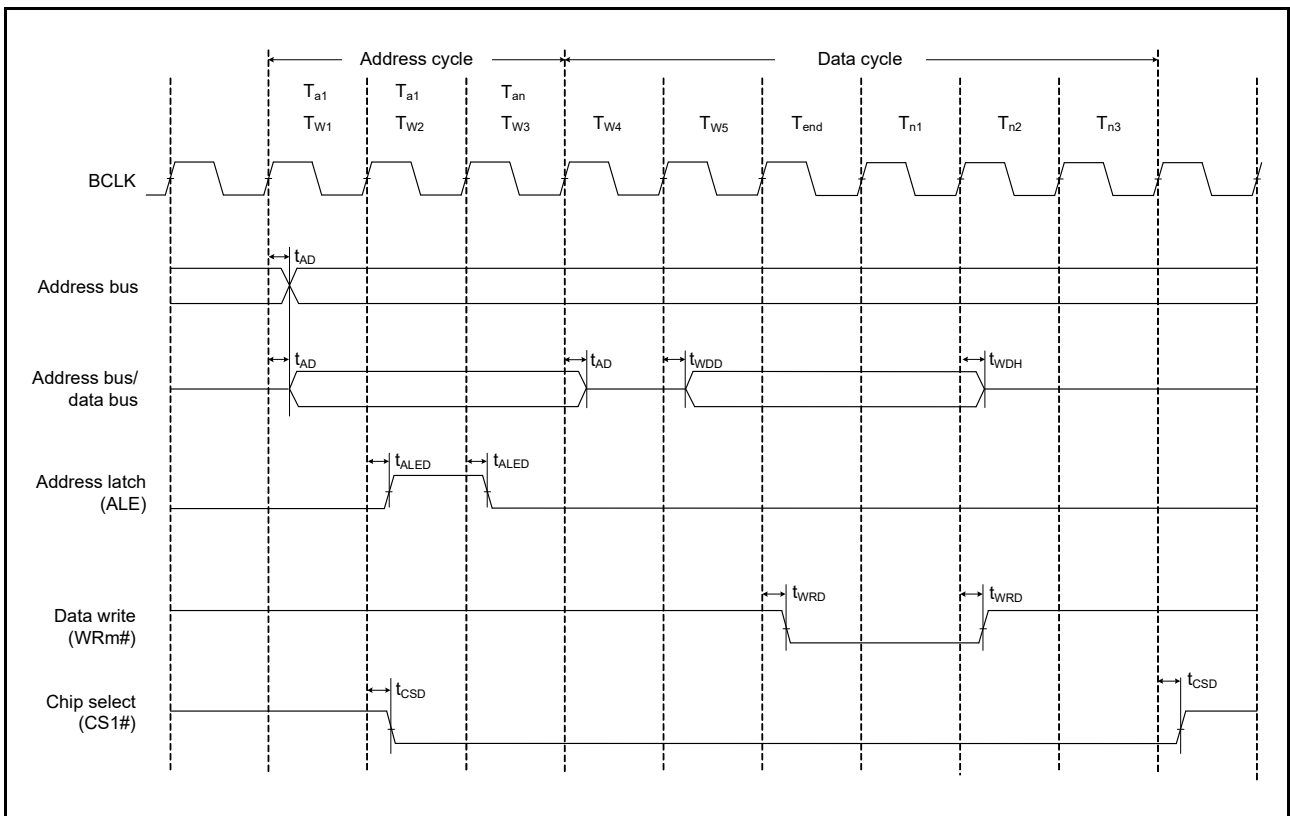 Address cycle Data cycle
Ta1 Ta1 Tan
TW1 TW2 TW3 TW4 TW5 Tend Tn1 Tn2 Tn3
BCLK
tAD
Address bus
tAD tAD tWDD tWDH
Address bus/
data bus
tALED tALED
Address latch
(ALE)
tWRD tWRD
Data write
(WRm#)
tCSD tCSD
Chip select
(CS1#)